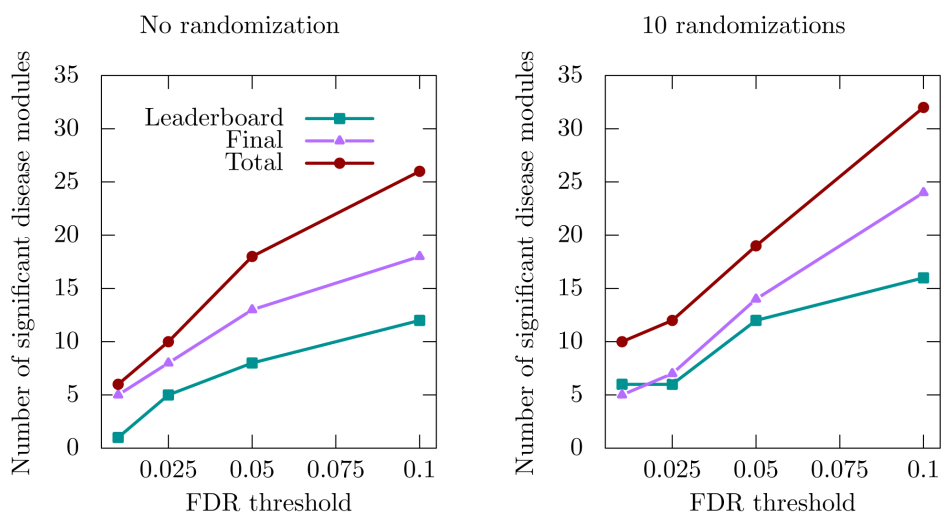 No randomization
Number of significant disease modules
35
30
25
20
15
10
5
0
Leaderboard
Final
Total
0.025 0.05 0.075 0.1
FDR threshold
10 randomizations
Number of significant disease modules
35
30
25
20
15
10
5
0
0.025 0.05 0.075 0.1
FDR threshold